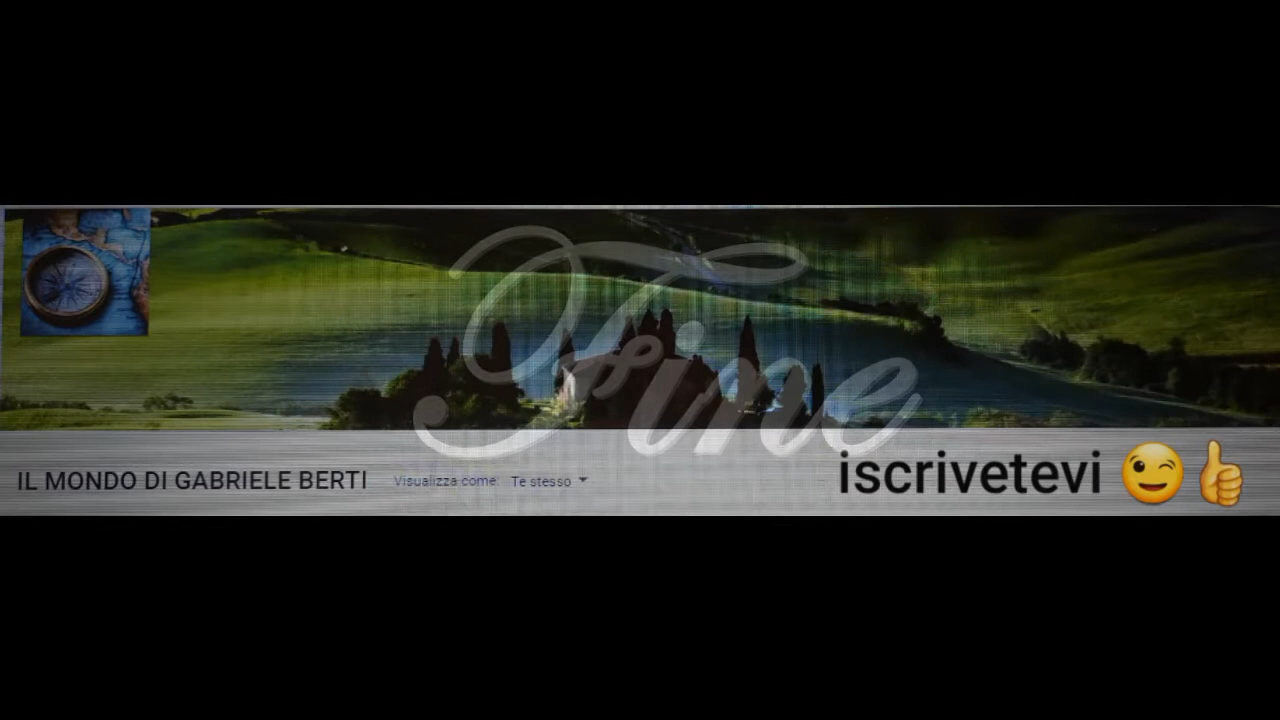 Fine
IL MONDO DI GABRIELE BERTI Visualizza come: Te stesso
iscrivetevi 😉👍